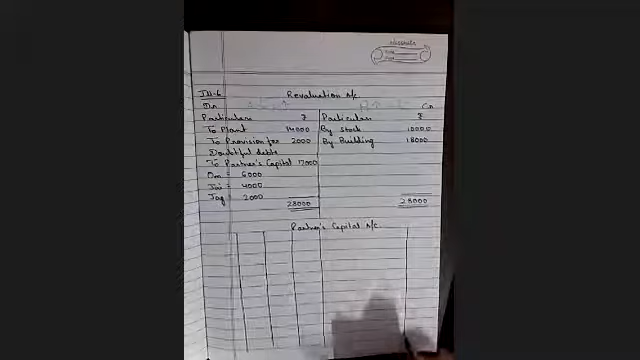 Ill-6
Revaluation A/c
Dr
Cr
Particulars ₹ Particulars ₹
To Plant 14000 By Stock 10000
To Provision for 2000 By Building 18000
Doubtful debts
To Partner's Capital 12000
Om = 6000
Jai = 4000
Jag = 2000
28000 28000
Partner's Capital A/c